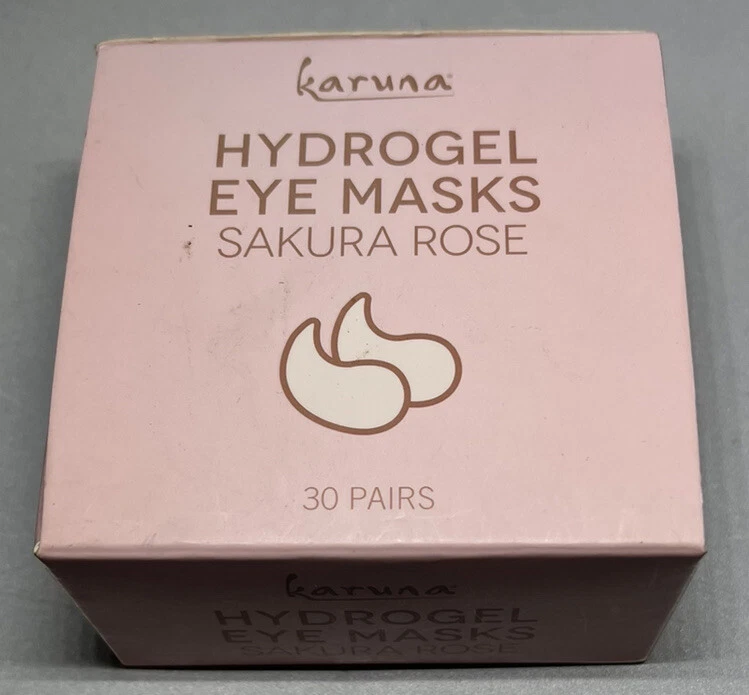 karuna
HYDROGEL
EYE MASKS
SAKURA ROSE
30 PAIRS
karuna
HYDROGEL
EYE MASKS
SAKURA ROSE